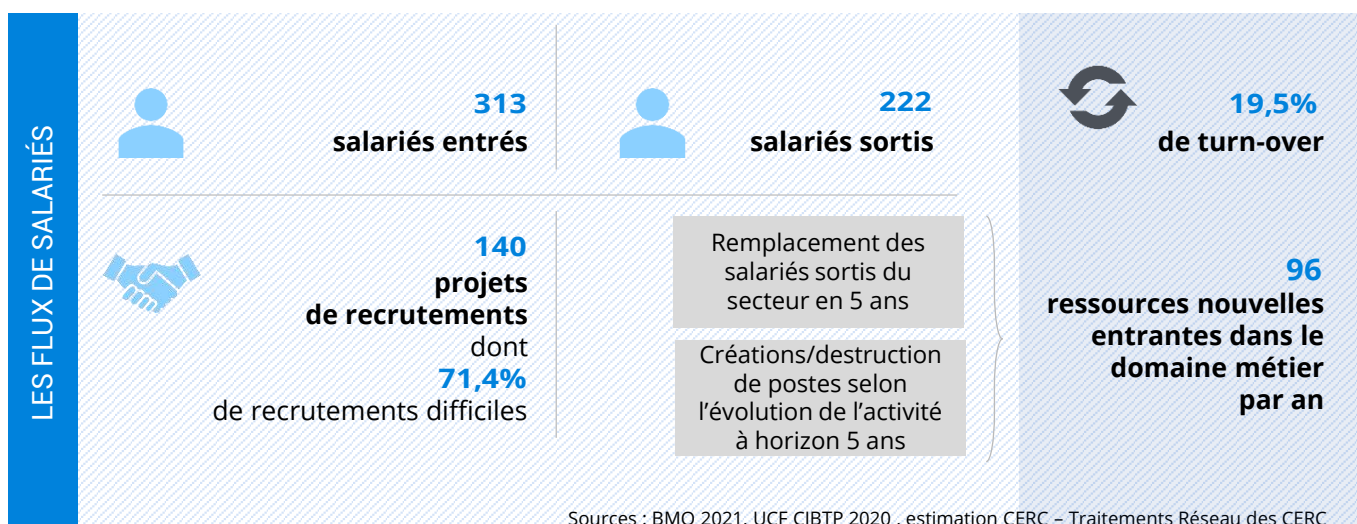 LES FLUX DE SALARIÉS
313
salariés entrés
222
salariés sortis
19,5%
de turn-over
140
projets
de recrutements
dont
71,4%
de recrutements difficiles
Remplacement des
salariés sortis du
secteur en 5 ans
Créations/destruction
de postes selon
l’évolution de l’activité
à horizon 5 ans
96
ressources nouvelles
entrantes dans le
domaine métier
par an
Sources : BMO 2021, UCF CIBTP 2020 , estimation CERC – Traitements Réseau des CERC